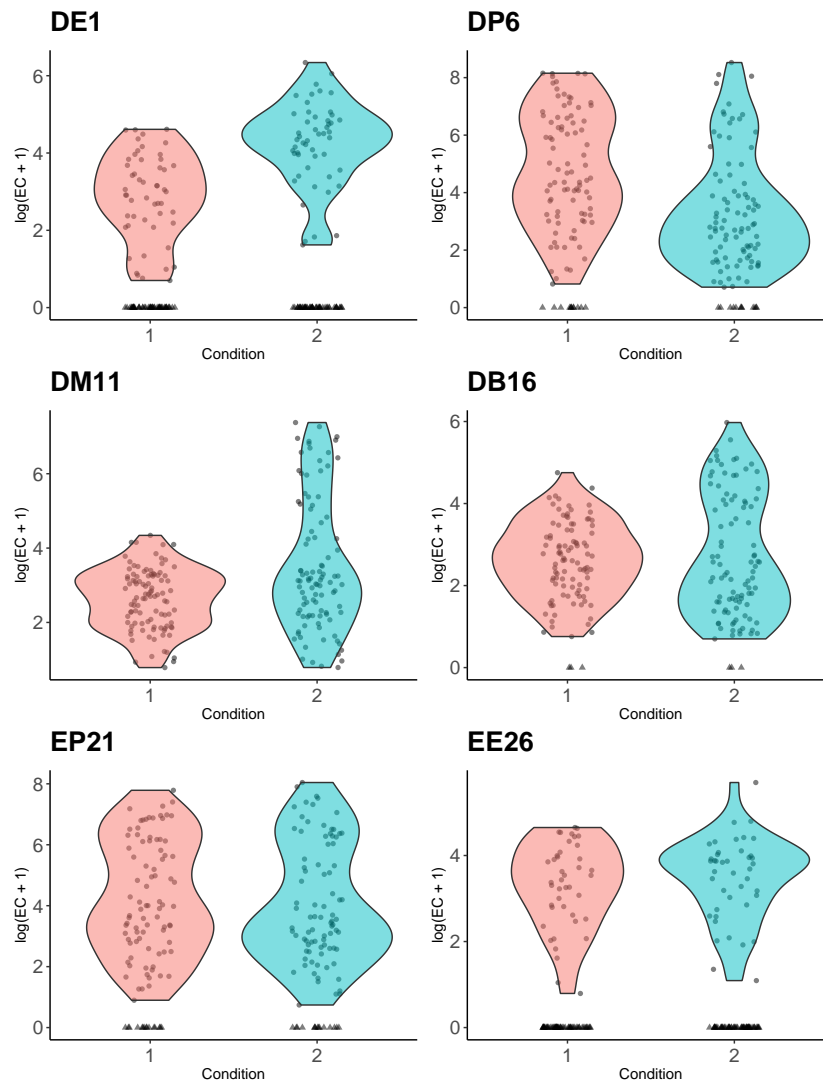 DE1
log(EC + 1)
6
4
2
0
1 2
Condition
DP6
log(EC + 1)
8
6
4
2
0
1 2
Condition
DM11
log(EC + 1)
6
4
2
1 2
Condition
DB16
log(EC + 1)
6
4
2
0
1 2
Condition
EP21
log(EC + 1)
8
6
4
2
0
1 2
Condition
EE26
log(EC + 1)
4
2
0
1 2
Condition